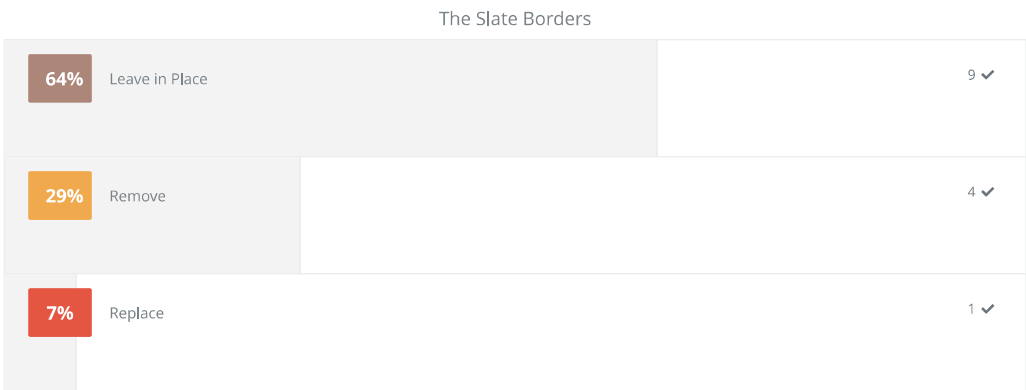 The Slate Borders
64% Leave in Place 9 ✔
29% Remove 4 ✔
7% Replace 1 ✔